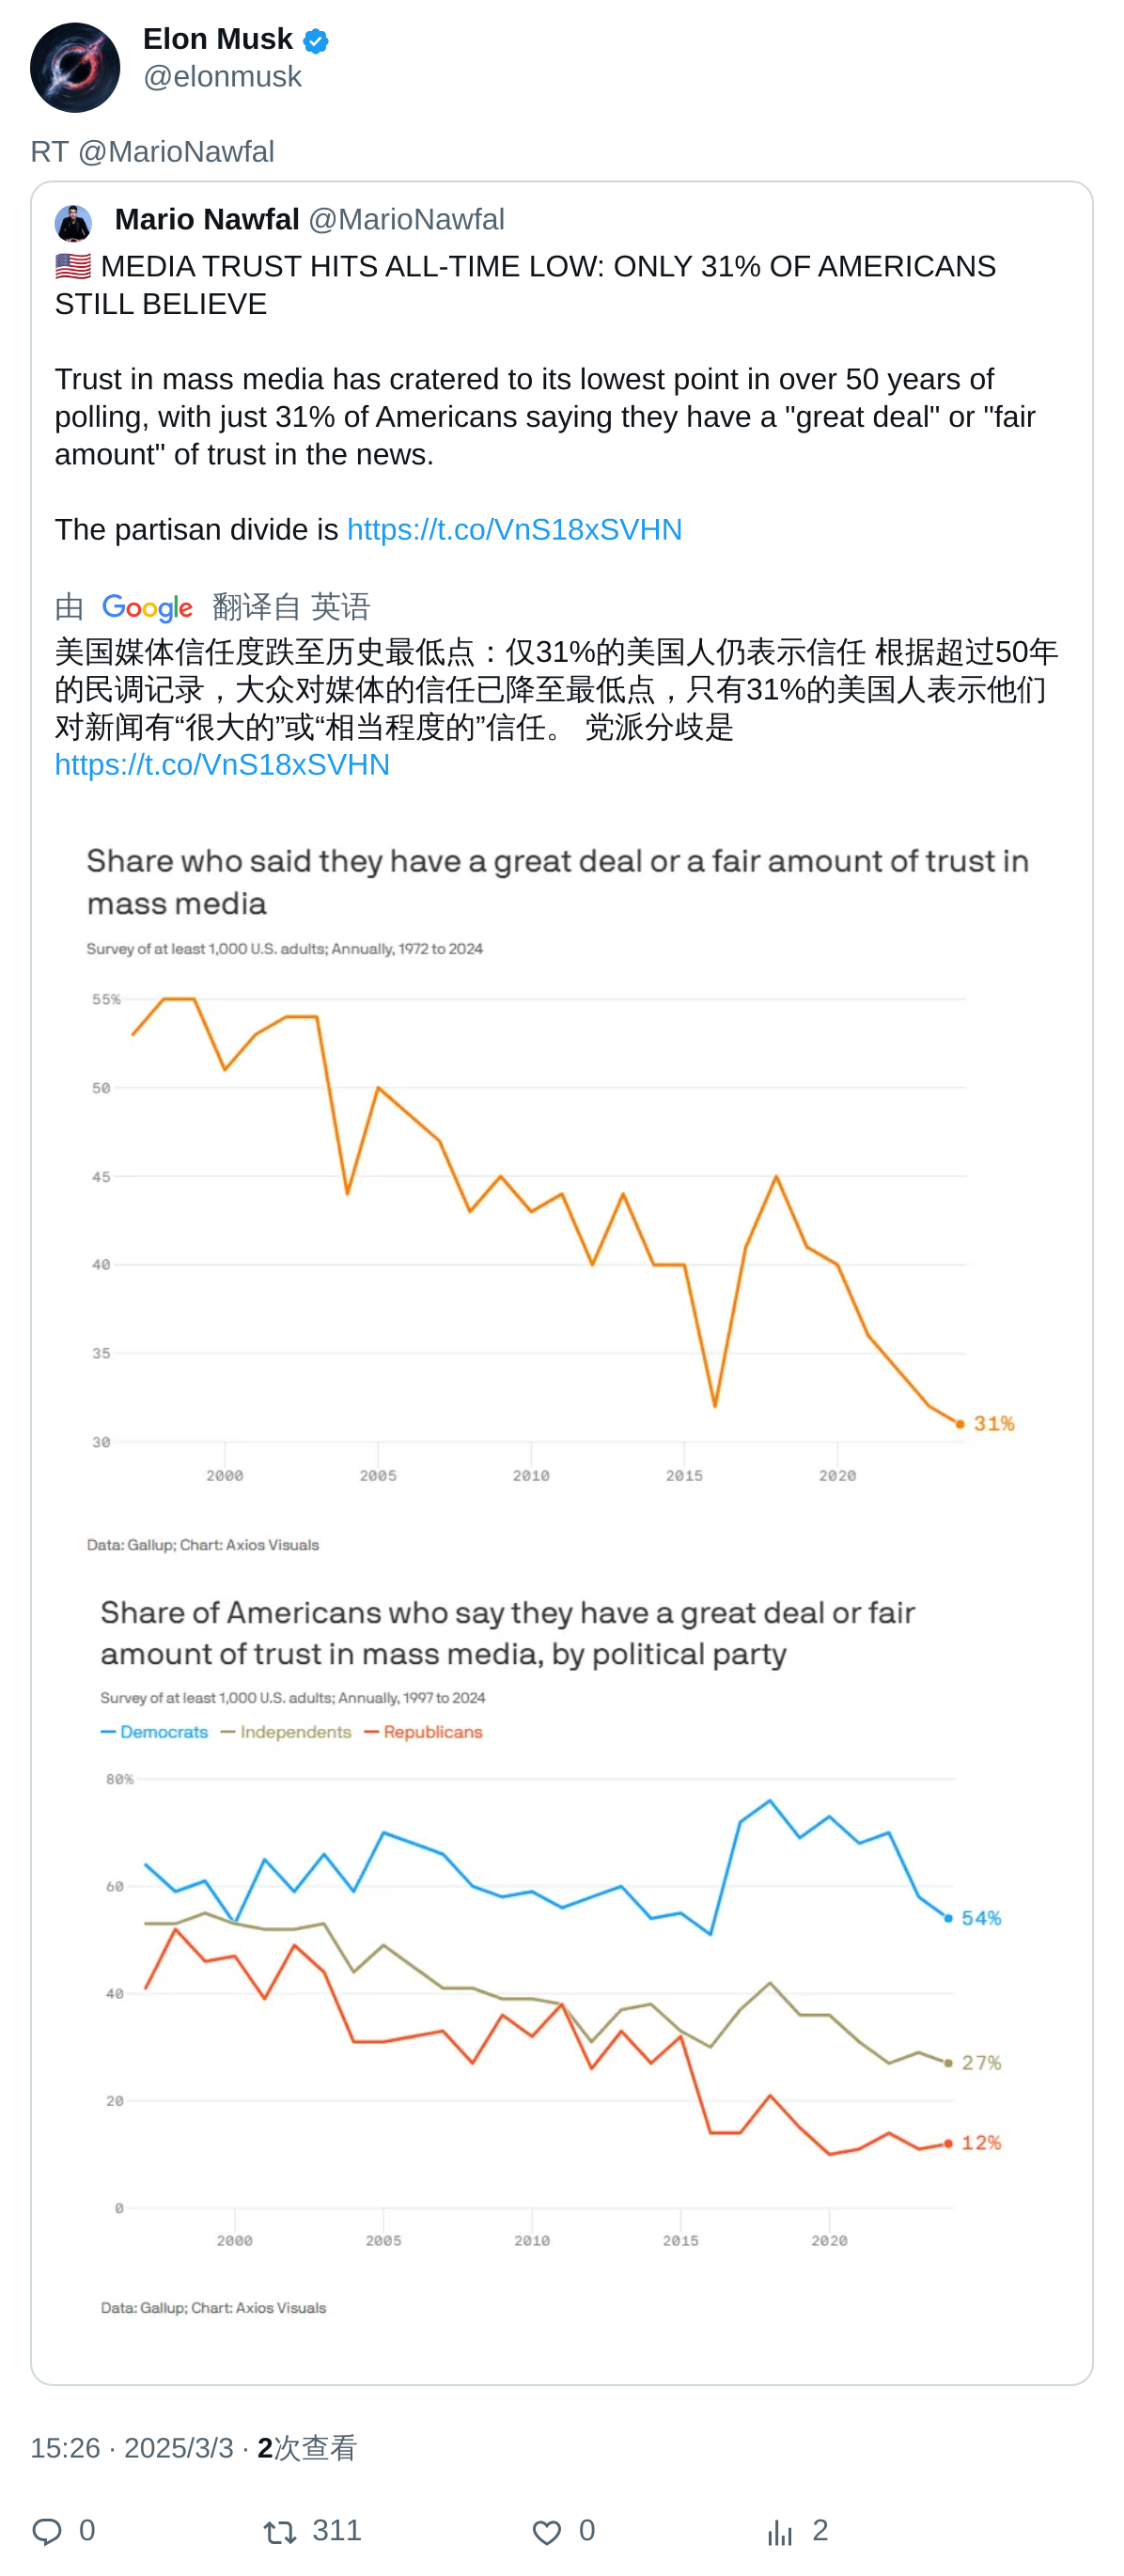 Elon Musk
@elonmusk
RT @MarioNawfal
Mario Nawfal @MarioNawfal
🇺🇸 MEDIA TRUST HITS ALL-TIME LOW: ONLY 31% OF AMERICANS
STILL BELIEVE
Trust in mass media has cratered to its lowest point in over 50 years of
polling, with just 31% of Americans saying they have a "great deal" or "fair
amount" of trust in the news.
The partisan divide is https://t.co/VnS18xSVHN
由 Google 翻译自 英语
美国媒体信任度跌至历史最低点：仅31%的美国人仍表示信任 根据超过50年
的民调记录，大众对媒体的信任已降至最低点，只有31%的美国人表示他们
对新闻有“很大的”或“相当程度的”信任。 党派分歧是
https://t.co/VnS18xSVHN
Share who said they have a great deal or a fair amount of trust in
mass media
Survey of at least 1,000 U.S. adults; Annually, 1972 to 2024
55%
50
45
40
35
31%
30
2000 2005 2010 2015 2020
Data: Gallup; Chart: Axios Visuals
Share of Americans who say they have a great deal or fair
amount of trust in mass media, by political party
Survey of at least 1,000 U.S. adults; Annually, 1997 to 2024
Democrats Independents Republicans
80%
60
54%
40
27%
20
12%
0
2000 2005 2010 2015 2020
Data: Gallup; Chart: Axios Visuals
15:26 · 2025/3/3 · 2次查看
0 311 0 2